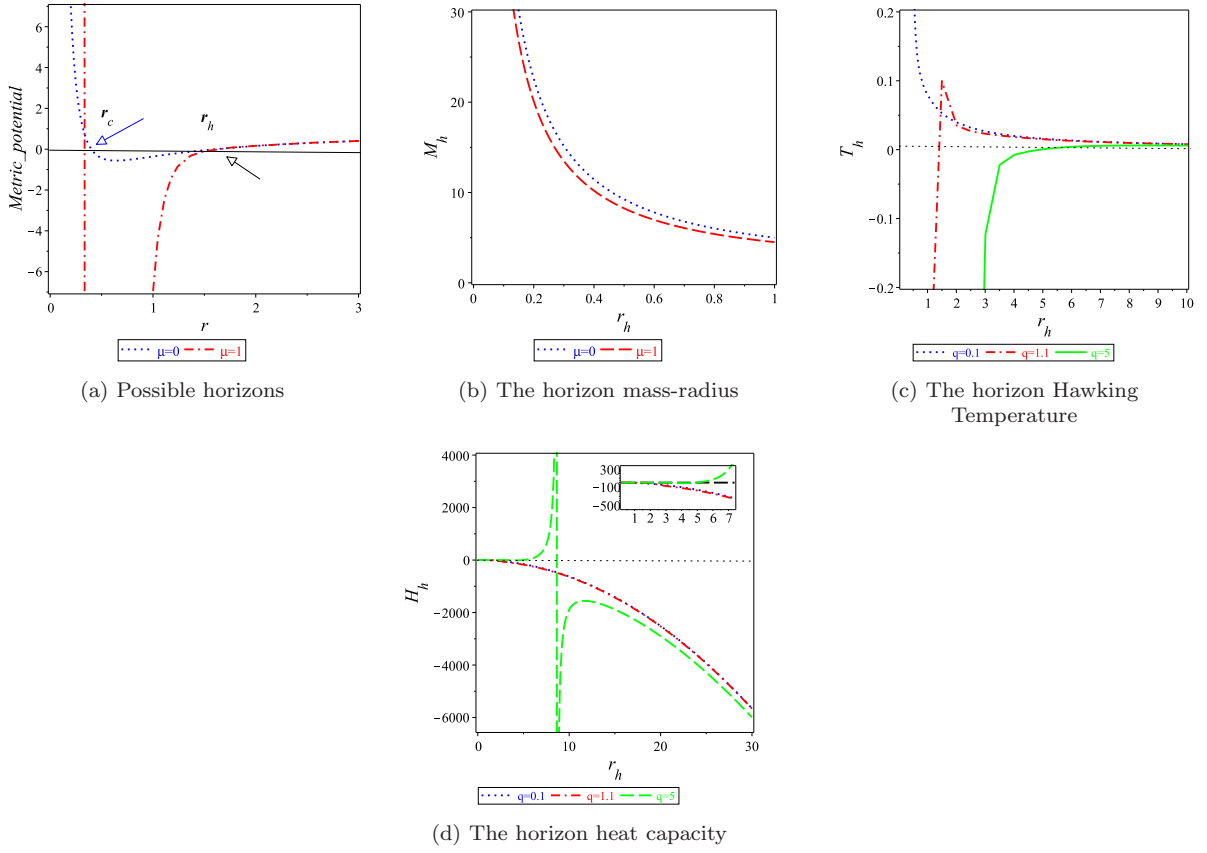 6
4
2
0
−2
−4
−6
Metric_potential
r_c
r_h
0
1
2
3
r
μ=0
μ=1
(a) Possible horizons
30
20
10
0
M_h
0
0.2
0.4
0.6
0.8
1
r_h
μ=0
μ=1
(b) The horizon mass-radius
0.2
0.1
0
−0.1
−0.2
T_h
1
2
3
4
5
6
7
8
9
10
r_h
q=0.1
q=1.1
q=5
(c) The horizon Hawking
Temperature
4000
2000
0
−2000
−4000
−6000
H_h
300
−100
−500
1
2
3
4
5
6
7
0
10
20
30
r_h
q=0.1
q=1.1
q=5
(d) The horizon heat capacity